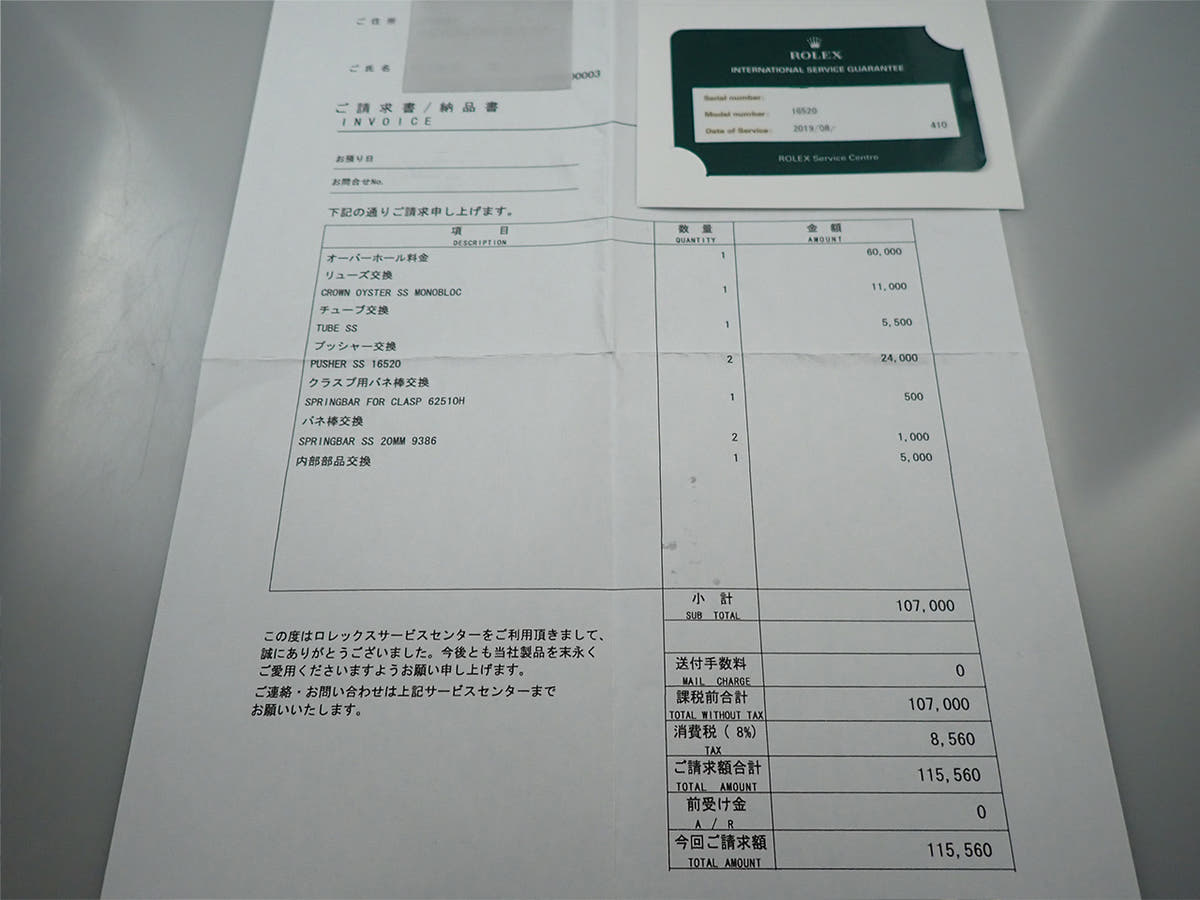 ご住所
ご氏名
00003
ご請求書/納品書
INVOICE
お預り日
お問合せNo.
下記の通りご請求申し上げます。
ROLEX
INTERNATIONAL SERVICE GUARANTEE
Serial number:
Model number: 16520
Date of Service: 2019/08/ 410
ROLEX Service Centre
項目 数量 金額
DESCRIPTION QUANTITY AMOUNT
オーバーホール料金 1 60,000
リューズ交換
CROWN OYSTER SS MONOBLOC 1 11,000
チューブ交換
TUBE SS 1 5,500
プッシャー交換
PUSHER SS 16520 2 24,000
クラスプ用バネ棒交換
SPRINGBAR FOR CLASP 62510H 1 500
バネ棒交換
SPRINGBAR SS 20MM 9386 2 1,000
内部部品交換 1 5,000
小計
SUB TOTAL 107,000
送付手数料
MAIL CHARGE 0
課税前合計
TOTAL WITHOUT TAX 107,000
消費税(8%)
TAX 8,560
ご請求額合計
TOTAL AMOUNT 115,560
前受け金
A / R 0
今回ご請求額
TOTAL AMOUNT 115,560
この度はロレックスサービスセンターをご利用頂きまして、
誠にありがとうございました。今後とも当社製品を末永く
ご愛用くださいますようお願い申し上げます。
ご連絡・お問い合わせは上記サービスセンターまで
お願いいたします。